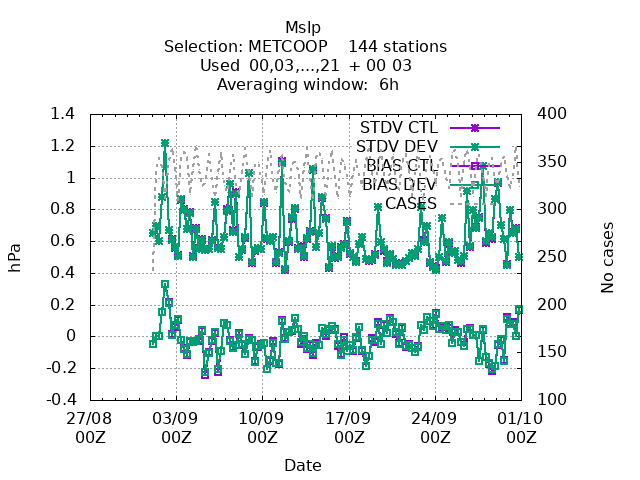 Mslp
Selection: METCOOP 144 stations
Used 00,03,...,21 + 00 03
Averaging window: 6h
1.4
1.2
1
0.8
0.6
0.4
0.2
0
-0.2
-0.4
hPa
400
350
300
250
200
150
100
No cases
STDV CTL
STDV DEV
BIAS CTL
BIAS DEV
CASES
27/08 03/09 10/09 17/09 24/09 01/10
00Z 00Z 00Z 00Z 00Z 00Z
Date